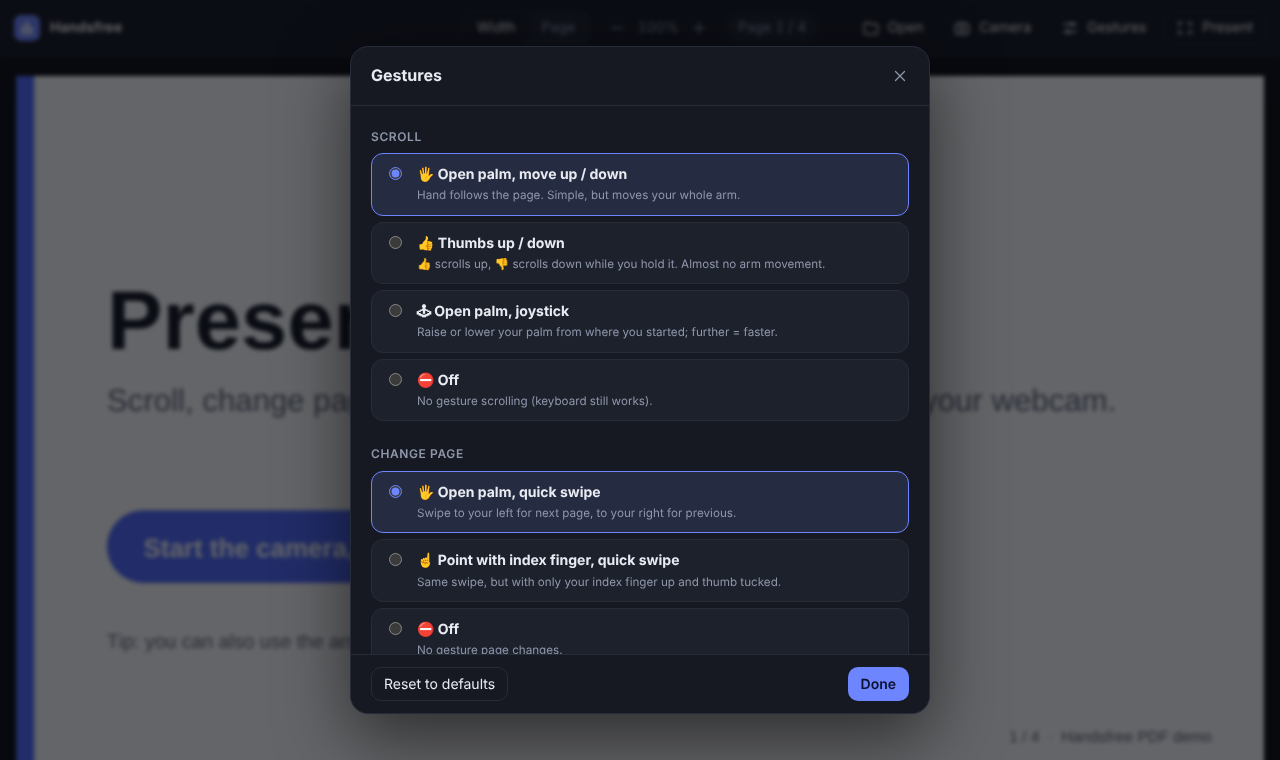 Handsfree
Width Page − 100% + Page 1 / 4 Open Camera Gestures Present
Gestures
SCROLL
🖐 Open palm, move up / down
Hand follows the page. Simple, but moves your whole arm.
👍 Thumbs up / down
👍 scrolls up, 👎 scrolls down while you hold it. Almost no arm movement.
🕹 Open palm, joystick
Raise or lower your palm from where you started; further = faster.
⛔ Off
No gesture scrolling (keyboard still works).
CHANGE PAGE
🖐 Open palm, quick swipe
Swipe to your left for next page, to your right for previous.
☝ Point with index finger, quick swipe
Same swipe, but with only your index finger up and thumb tucked.
⛔ Off
No gesture page changes.
Reset to defaults
Done
Presen
Scroll, change pa
your webcam.
Start the camera,
Tip: you can also use the
1 / 4 · Handsfree PDF demo